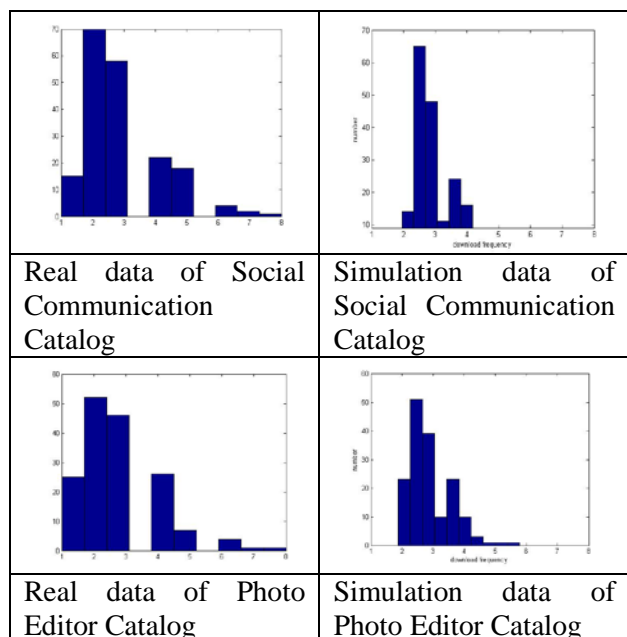 70
60
50
40
30
20
10
0
1 2 3 4 5 6 7 8
70
60
50
40
30
20
10
number
1 2 3 4 5 6 7 8
download frequency
Real data of Social
Communication
Catalog
Simulation data of
Social Communication
Catalog
60
50
40
30
20
10
0
1 2 3 4 5 6 7 8
60
50
40
30
20
10
0
number
1 2 3 4 5 6 7 8
download frequency
Real data of Photo
Editor Catalog
Simulation data of
Photo Editor Catalog